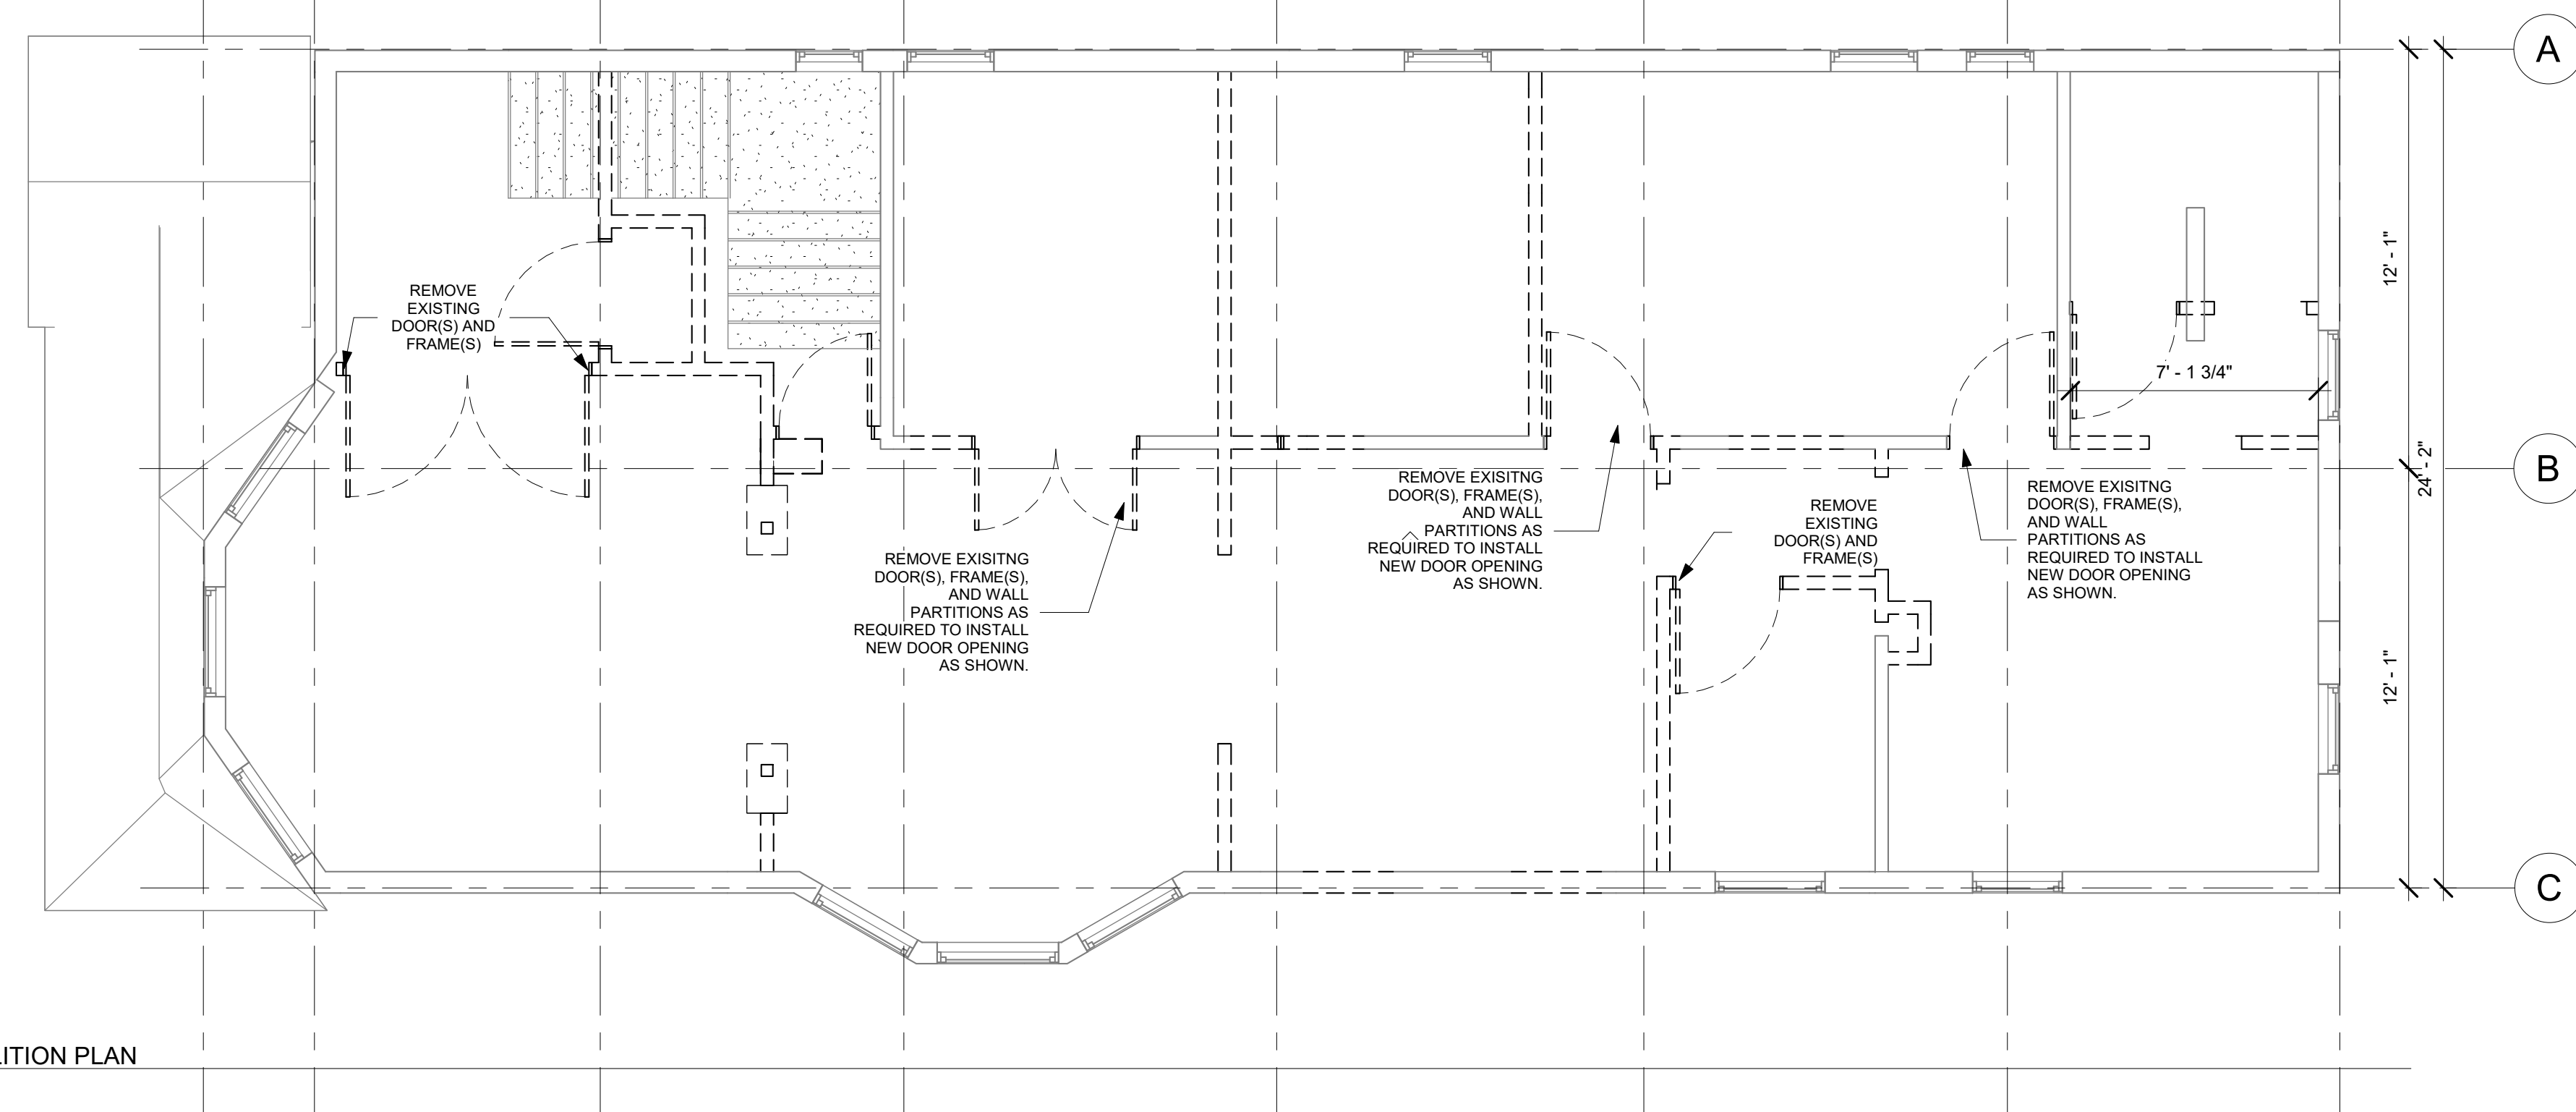 A
REMOVE
EXISTING
DOOR(S) AND
FRAME(S)
12' - 1"
7' - 1 3/4"
B
24' - 2"
REMOVE EXISITNG
DOOR(S), FRAME(S),
AND WALL
PARTITIONS AS
REQUIRED TO INSTALL
NEW DOOR OPENING
AS SHOWN.
REMOVE EXISITNG
DOOR(S), FRAME(S),
AND WALL
PARTITIONS AS
REQUIRED TO INSTALL
NEW DOOR OPENING
AS SHOWN.
REMOVE
EXISTING
DOOR(S) AND
FRAME(S)
REMOVE EXISITNG
DOOR(S), FRAME(S),
AND WALL
PARTITIONS AS
REQUIRED TO INSTALL
NEW DOOR OPENING
AS SHOWN.
12' - 1"
C
LITION PLAN